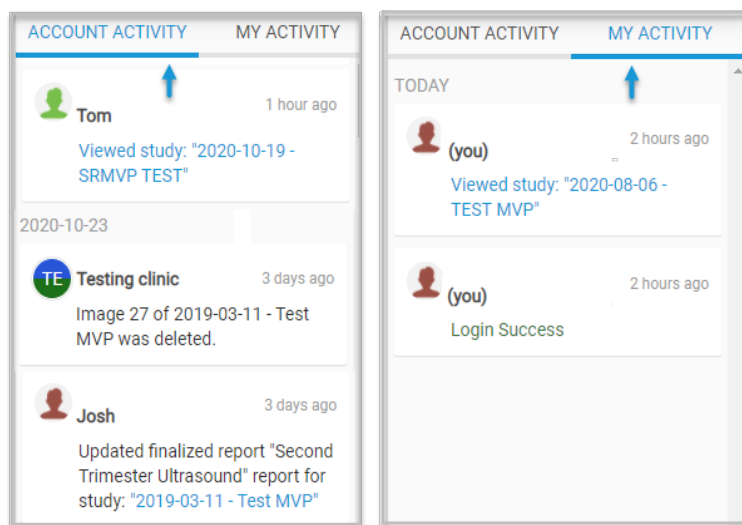 ACCOUNT ACTIVITY MY ACTIVITY
Tom 1 hour ago
Viewed study: "2020-10-19 -
SRMVP TEST"
2020-10-23
TE Testing clinic 3 days ago
Image 27 of 2019-03-11 - Test
MVP was deleted.
Josh 3 days ago
Updated finalized report "Second
Trimester Ultrasound" report for
study: "2019-03-11 - Test MVP"
ACCOUNT ACTIVITY MY ACTIVITY
TODAY
(you) 2 hours ago
Viewed study: "2020-08-06 -
TEST MVP"
(you) 2 hours ago
Login Success